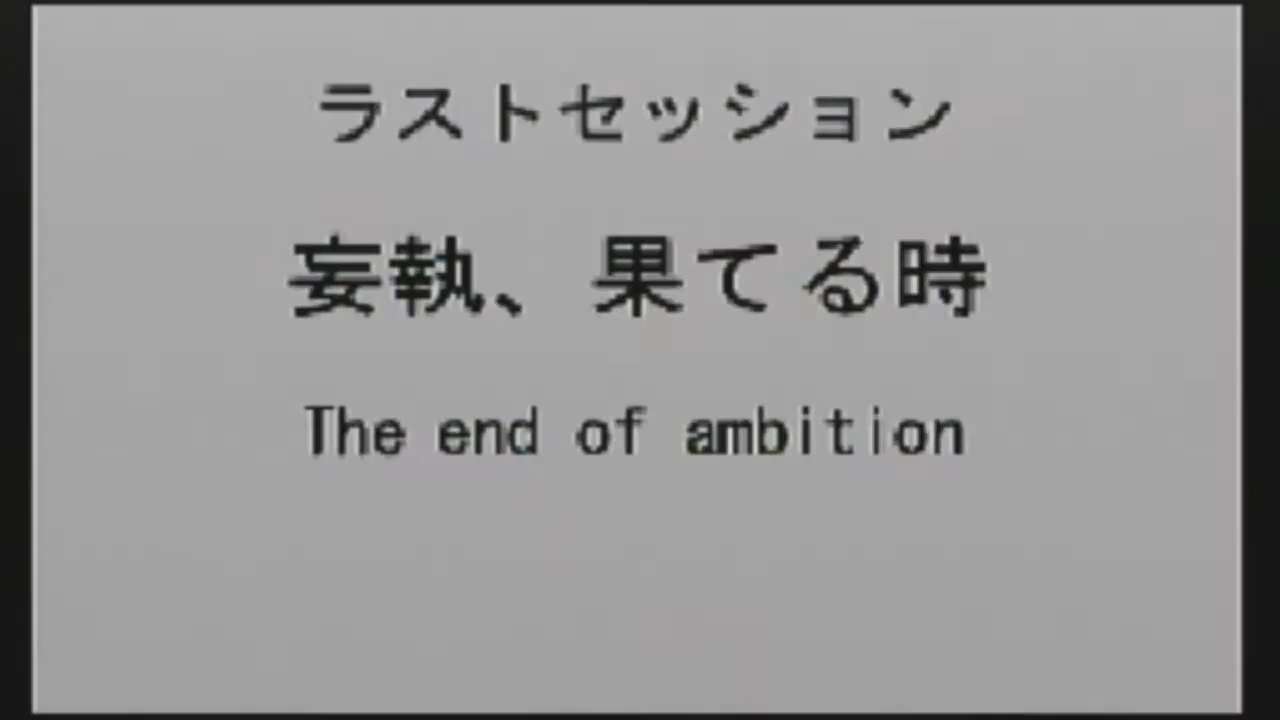 ラストセッション
妄執、果てる時
The end of ambition